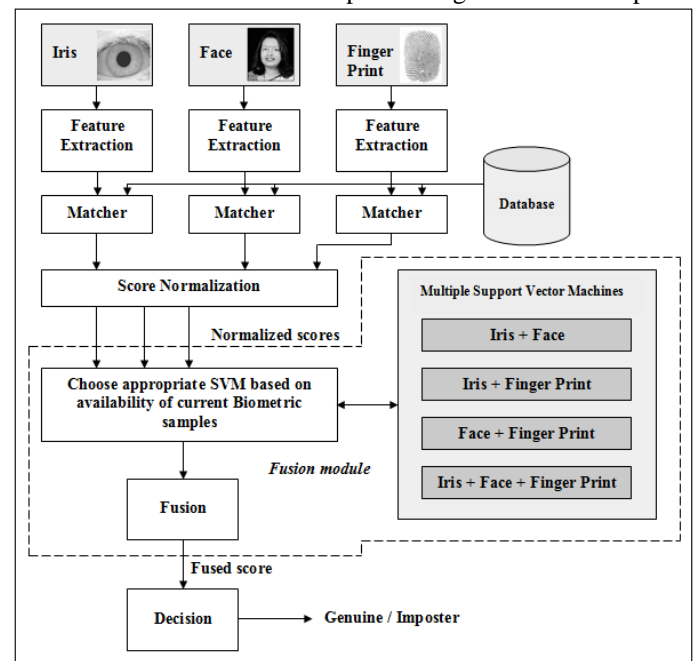 Iris
Face
Finger
Print
Feature
Extraction
Feature
Extraction
Feature
Extraction
Matcher
Matcher
Matcher
Database
Score Normalization
Normalized scores
Multiple Support Vector Machines
Iris + Face
Iris + Finger Print
Face + Finger Print
Iris + Face + Finger Print
Choose appropriate SVM based on
availability of current Biometric
samples
Fusion module
Fusion
Fused score
Decision
Genuine / Imposter